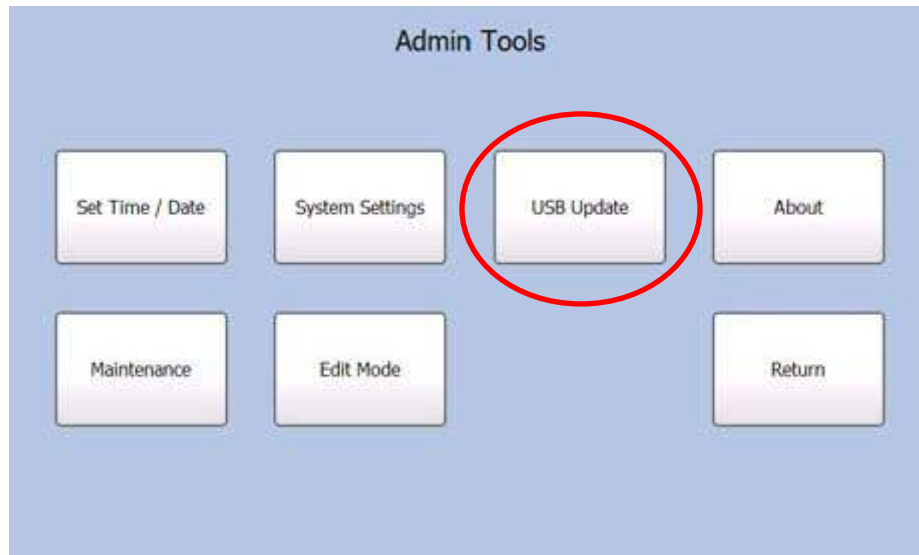 Admin Tools
Set Time / Date
System Settings
USB Update
About
Maintenance
Edit Mode
Return